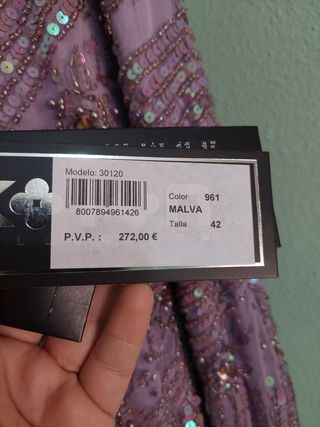 Modelo: 30120
8007894961426
Color 961
MALVA
Talla 42
P.V.P. : 272,00 €